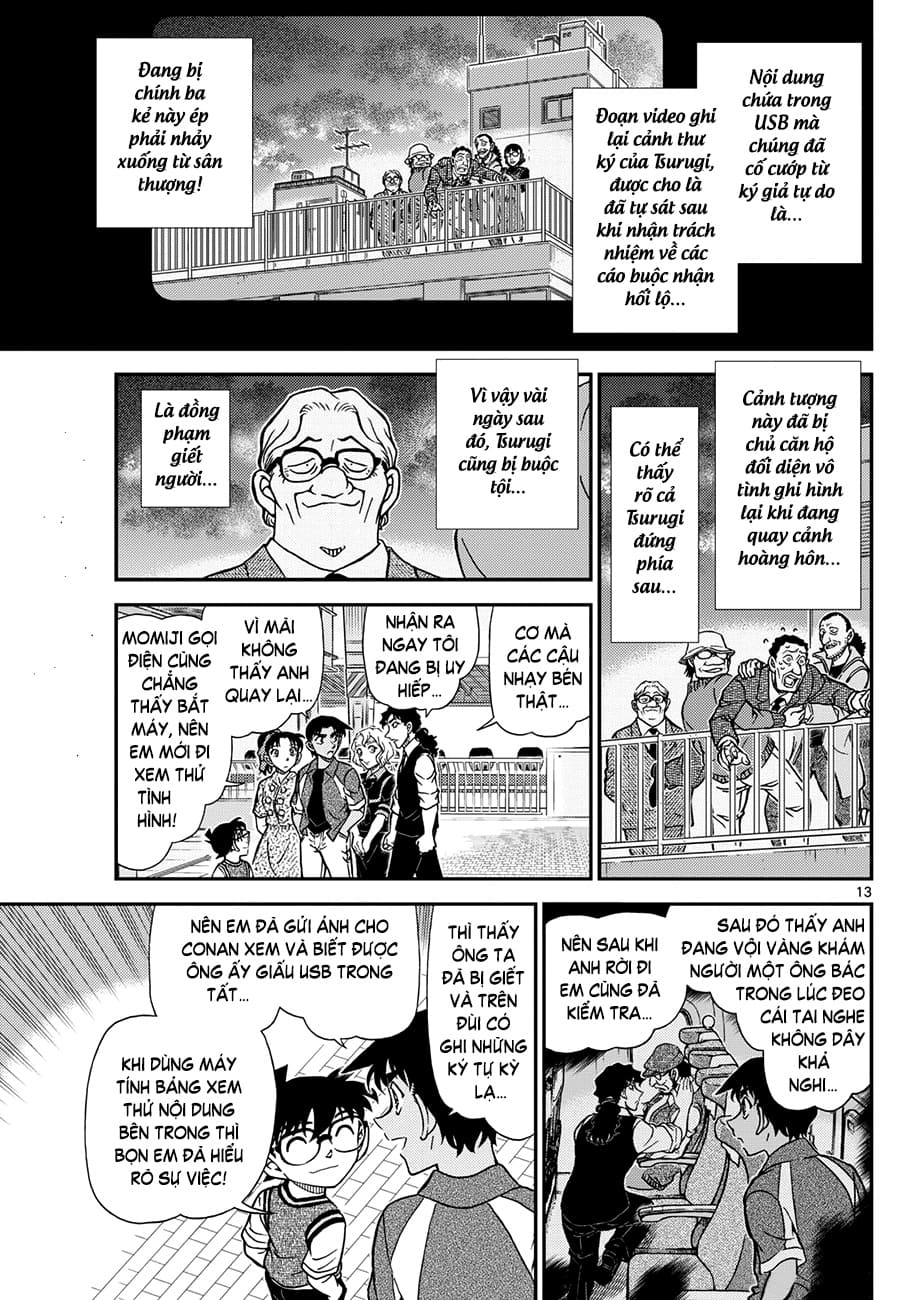 Nội dung
chứa trong
USB mà
chúng đã
cố cướp từ
ký giả tự do
là...
Đoạn video ghi
lại cảnh thư
ký của Tsurugi,
được cho là
đã tự sát sau
khi nhận trách
nhiệm về các
cáo buộc nhận
hối lộ...
Đang bị
chính ba
kẻ này ép
phải nhảy
xuống từ sân
thượng!
Cảnh tượng
này đã bị
chủ căn hộ
đối diện vô
tình ghi hình
lại khi đang
quay cảnh
hoàng hôn...
Có thể
thấy
rõ cả
Tsurugi
đứng
phía
sau...
Vì vậy vài
ngày sau
đó, Tsurugi
cũng bị buộc
tội...
Là đồng
phạm
giết
người...
CƠ MÀ
CÁC CẬU
NHẠY BÉN
THẬT...
NHẬN RA
NGAY TÔI
ĐANG BỊ UY
HIẾP...
VÌ MÃI
KHÔNG
THẤY ANH
QUAY LẠI...
MOMIJI GỌI
ĐIỆN CŨNG
CHẲNG
THẤY BẮT
MÁY, NÊN
EM MỚI ĐI
XEM THỬ
TÌNH
HÌNH!
13
SAU ĐÓ THẤY ANH
ĐANG VỘI VÀNG KHÁM
NGƯỜI MỘT ÔNG BÁC
TRONG LÚC ĐEO
CÁI TAI NGHE
KHÔNG DÂY
KHẢ
NGHI...
NÊN SAU KHI
ANH RỜI ĐI
EM CŨNG ĐÃ
KIỂM TRA...
THÌ THẤY
ÔNG TA
ĐÃ BỊ GIẾT
VÀ TRÊN
ĐÙI CÓ
GHI NHỮNG
KÝ TỰ KỲ
LẠ...
NÊN EM ĐÃ GỬI ẢNH CHO
CONAN XEM VÀ BIẾT ĐƯỢC
ÔNG ẤY GIẤU USB TRONG
TẤT...
KHI DÙNG MÁY
TÍNH BẢNG XEM
THỬ NỘI DUNG
BÊN TRONG THÌ
BỌN EM ĐÃ HIỂU
RÕ SỰ VIỆC!